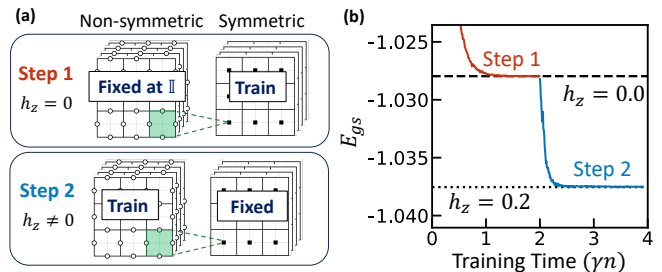 (a)
Non-symmetric Symmetric
Step 1
h_z = 0
Fixed at 𝕀
Train
Step 2
h_z ≠ 0
Train
Fixed
(b)
E_gs
-1.025
-1.030
-1.035
-1.040
Step 1
h_z = 0.0
Step 2
h_z = 0.2
0 1 2 3 4
Training Time (γn)